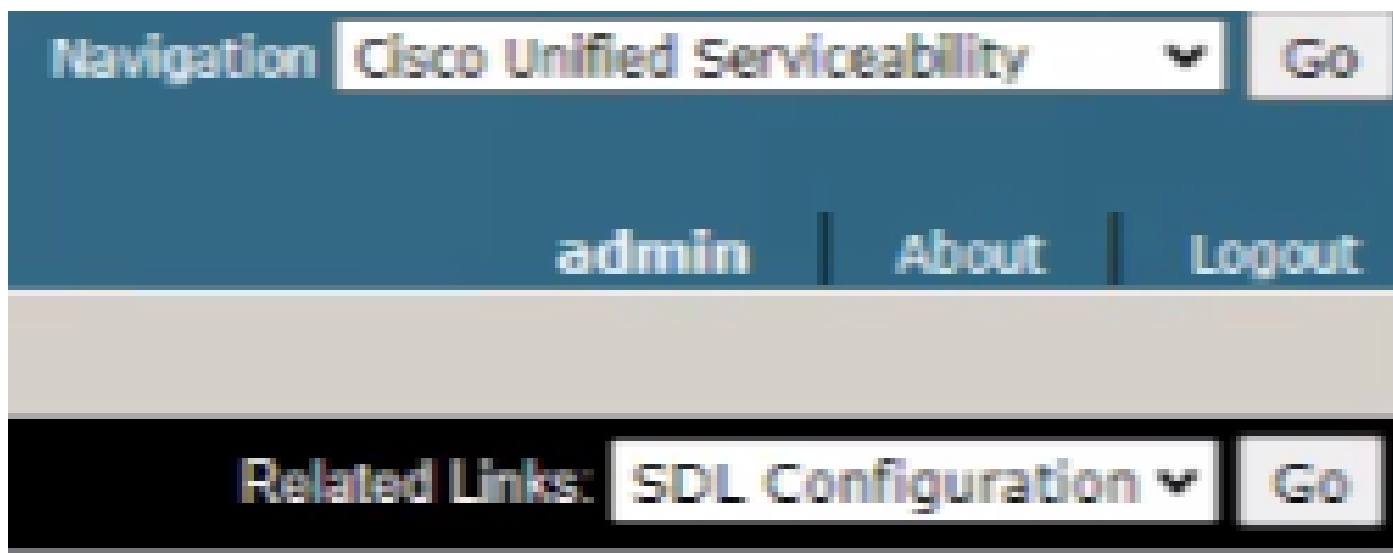 Navigation Cisco Unified Serviceability Go
admin About Logout
Related Links: SDL Configuration Go